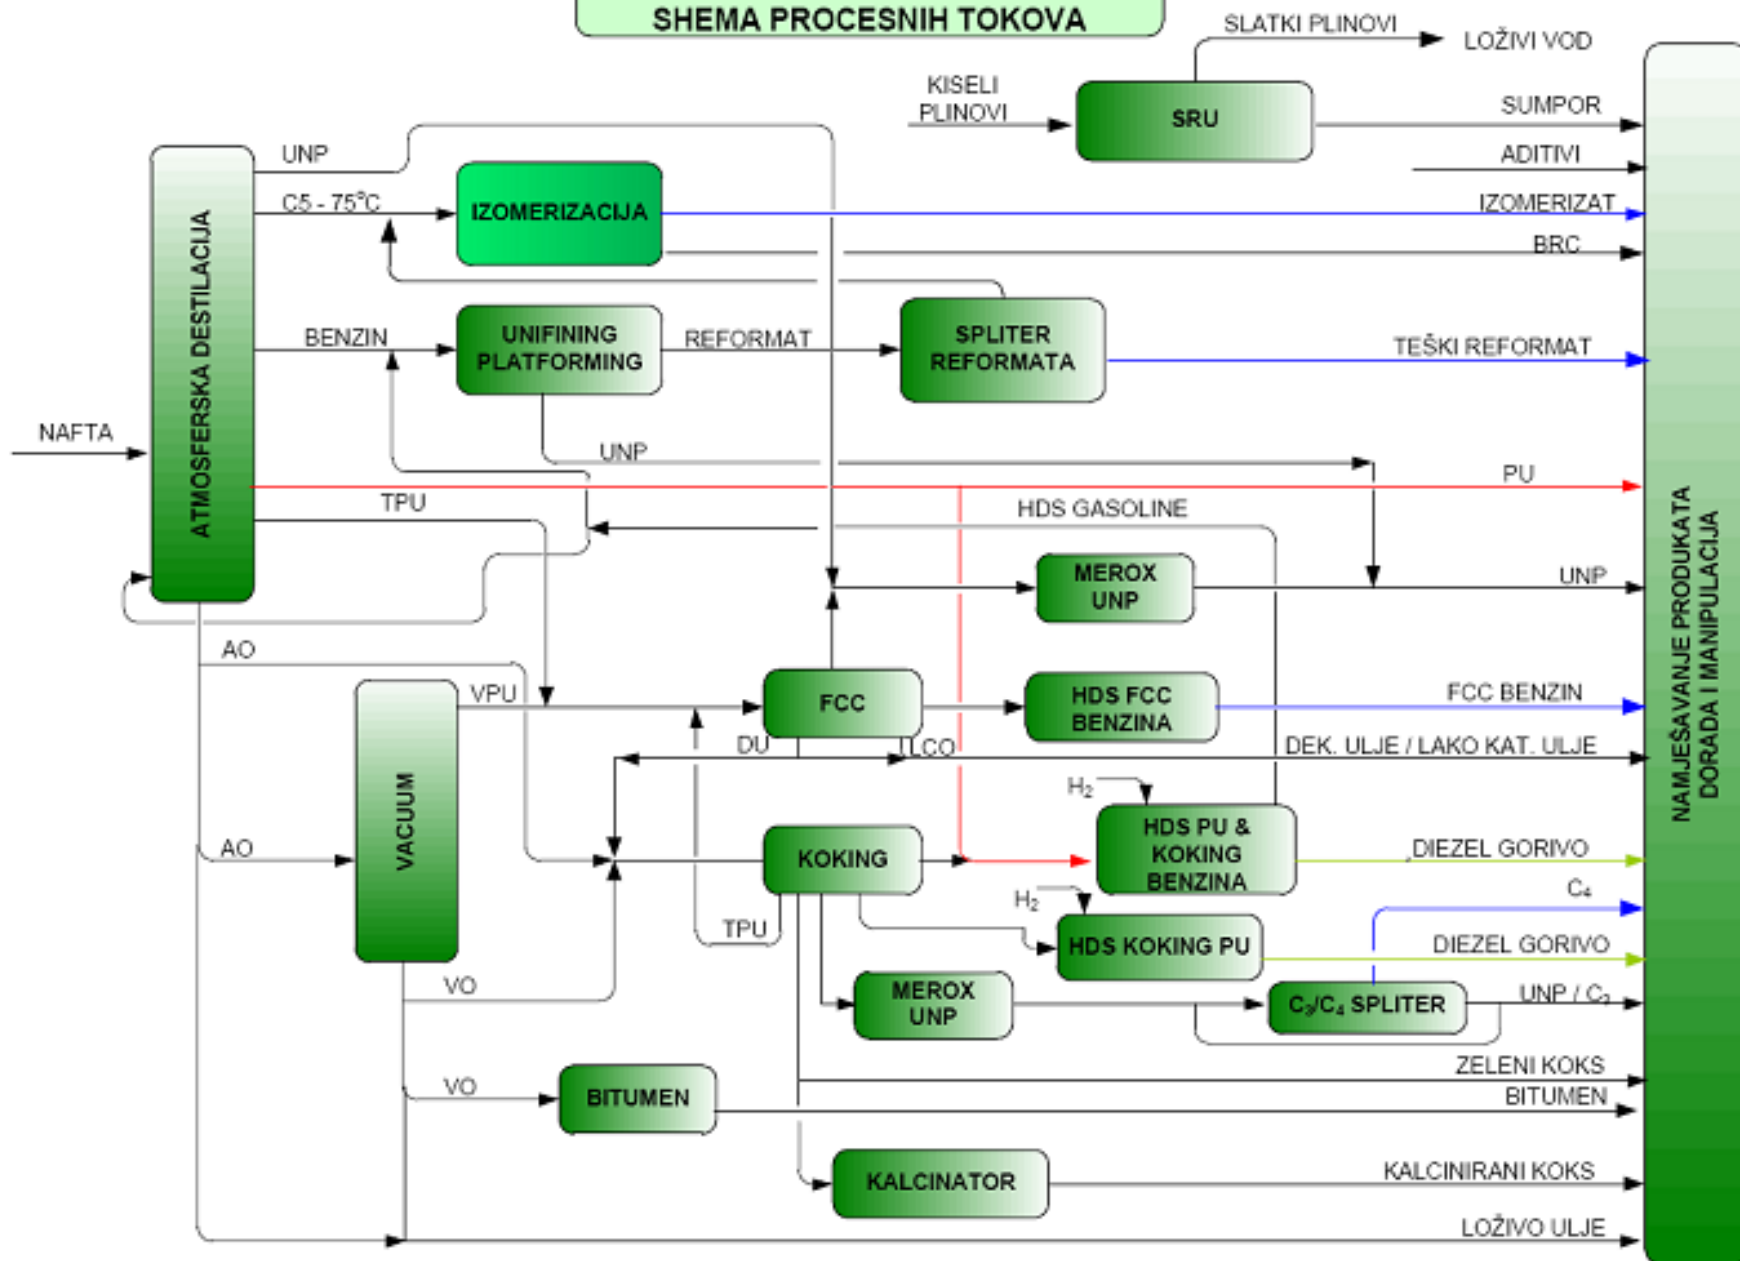 SHEMA PROCESNIH TOKOVA
SLATKI PLINOVI
LOŽIVI VOD
KISELI
PLINOVI
SRU
SUMPOR
ADITIVI
UNP
C5 - 75°C
IZOMERIZACIJA
IZOMERIZAT
BRC
ATMOSFERSKA DESTILACIJA
BENZIN
UNIFINING
PLATFORMING
REFORMAT
SPLITER
REFORMATA
TEŠKI REFORMAT
NAFTA
UNP
PU
TPU
HDS GASOLINE
MEROX
UNP
UNP
NAMJEŠAVANJE PRODUKATA
DORADA I MANIPULACIJA
AO
VPU
FCC
HDS FCC
BENZINA
FCC BENZIN
DU
LCO
DEK. ULJE / LAKO KAT. ULJE
VACUUM
H₂
HDS PU &
KOKING
BENZINA
AO
KOKING
DIEZEL GORIVO
C₄
H₂
TPU
HDS KOKING PU
DIEZEL GORIVO
VO
MEROX
UNP
C₃/C₄ SPLITER
UNP / C₃
ZELENI KOKS
VO
BITUMEN
BITUMEN
KALCINATOR
KALCINIRANI KOKS
LOŽIVO ULJE